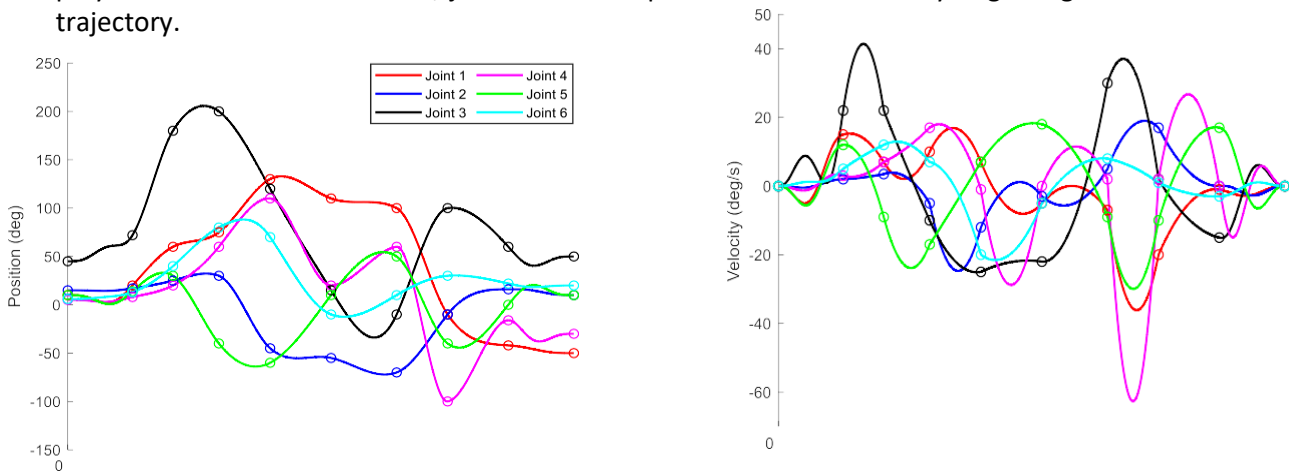 trajectory.
250
200
150
100
50
0
-50
-100
-150
0
Position (deg)
Joint 1
Joint 2
Joint 3
Joint 4
Joint 5
Joint 6
50
40
20
0
-20
-40
-60
0
Velocity (deg/s)